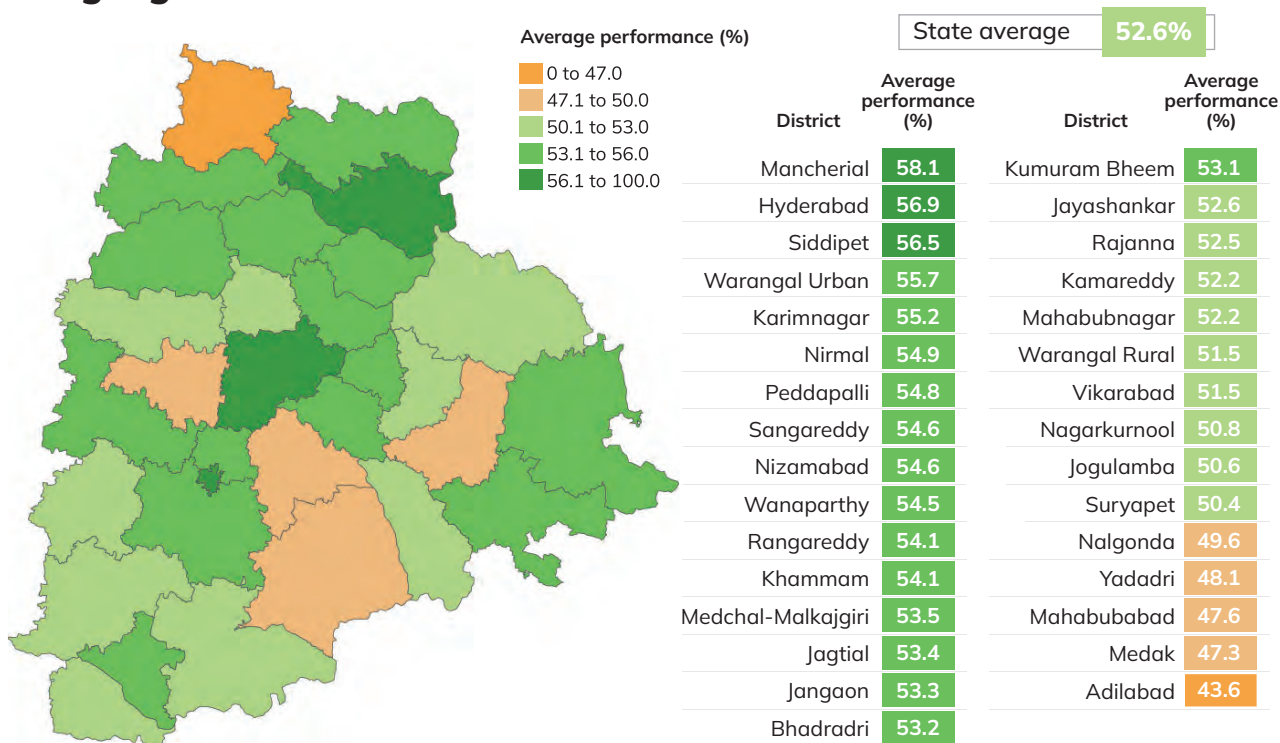 Average performance (%)
0 to 47.0
47.1 to 50.0
50.1 to 53.0
53.1 to 56.0
56.1 to 100.0
State average 52.6%
District Average performance (%)
Mancherial 58.1
Hyderabad 56.9
Siddipet 56.5
Warangal Urban 55.7
Karimnagar 55.2
Nirmal 54.9
Peddapalli 54.8
Sangareddy 54.6
Nizamabad 54.6
Wanaparthy 54.5
Rangareddy 54.1
Khammam 54.1
Medchal-Malkajgiri 53.5
Jagtial 53.4
Jangaon 53.3
Bhadradri 53.2
District Average performance (%)
Kumuram Bheem 53.1
Jayashankar 52.6
Rajanna 52.5
Kamareddy 52.2
Mahabubnagar 52.2
Warangal Rural 51.5
Vikarabad 51.5
Nagarkurnool 50.8
Jogulamba 50.6
Suryapet 50.4
Nalgonda 49.6
Yadadri 48.1
Mahabubabad 47.6
Medak 47.3
Adilabad 43.6